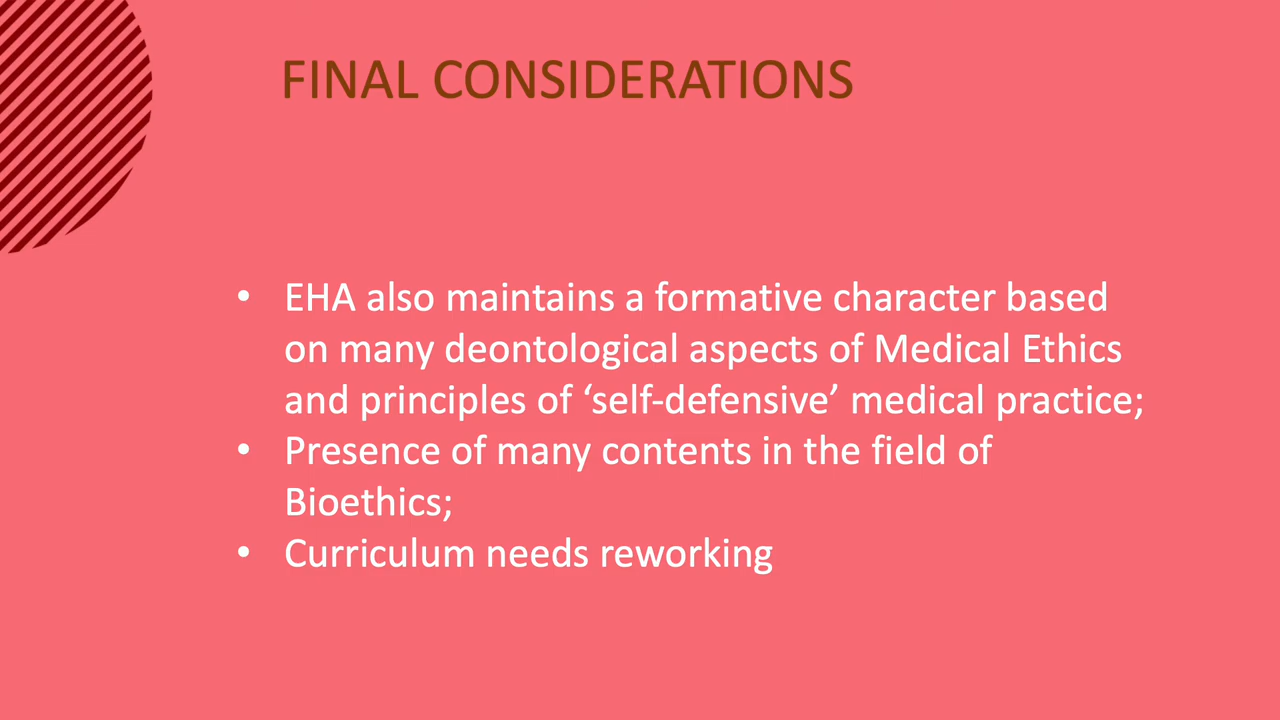 FINAL CONSIDERATIONS
• EHA also maintains a formative character based
on many deontological aspects of Medical Ethics
and principles of ‘self-defensive’ medical practice;
• Presence of many contents in the field of
Bioethics;
• Curriculum needs reworking